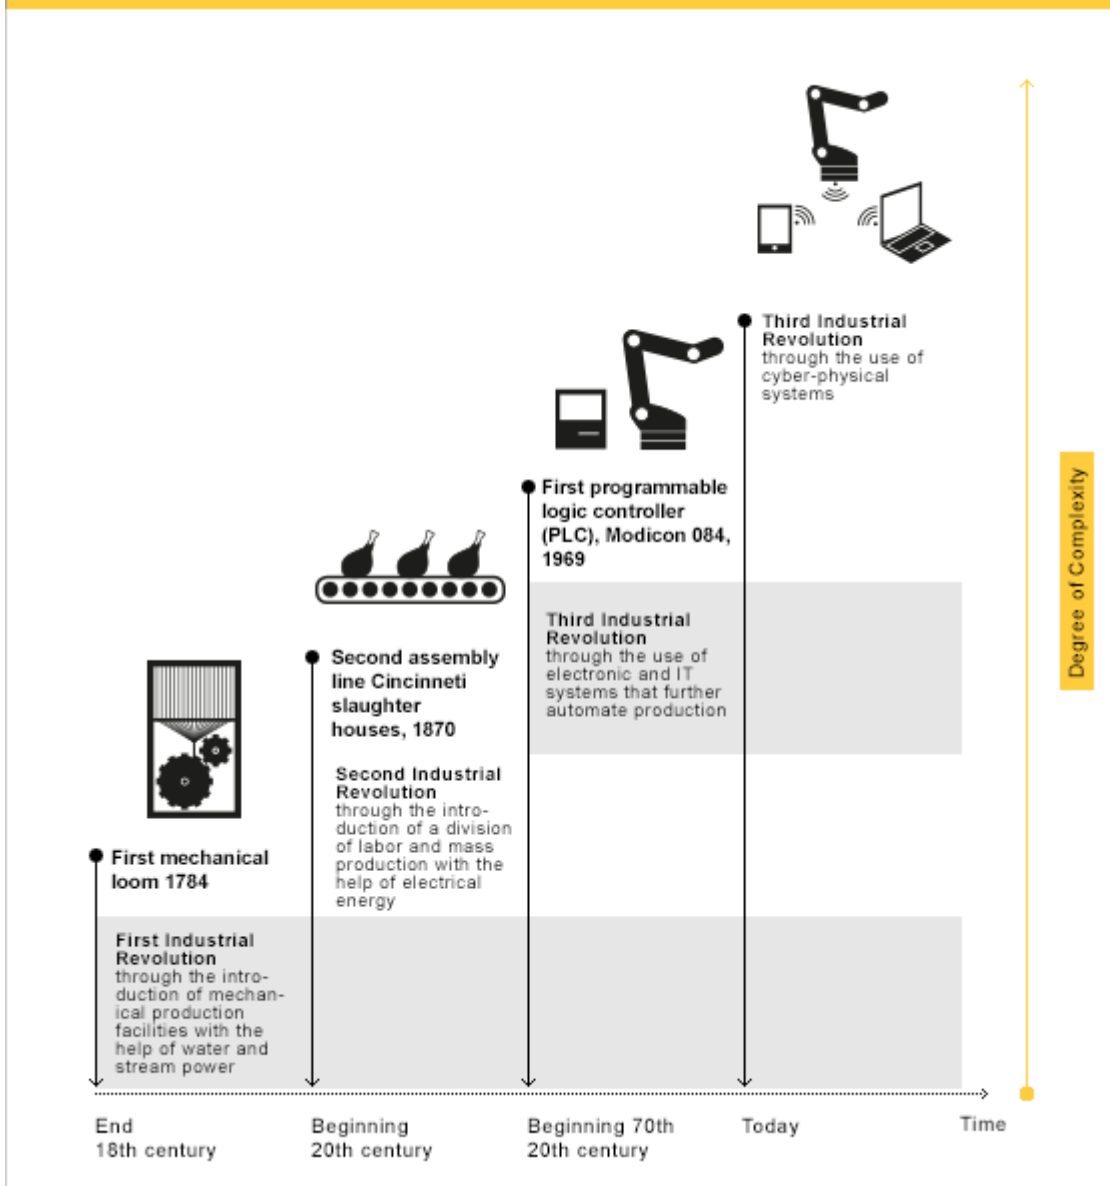 Third Industrial
Revolution
through the use of
cyber-physical
systems
First programmable
logic controller
(PLC), Modicon 084,
1969
Third Industrial
Revolution
through the use of
electronic and IT
systems that further
automate production
Second assembly
line Cincinneti
slaughter
houses, 1870
Second Industrial
Revolution
through the intro-
duction of a division
of labor and mass
production with the
help of electrical
energy
First mechanical
loom 1784
First Industrial
Revolution
through the intro-
duction of mechan-
ical production
facilities with the
help of water and
stream power
End
18th century
Beginning
20th century
Beginning 70th
20th century
Today
Time
Degree of Complexity